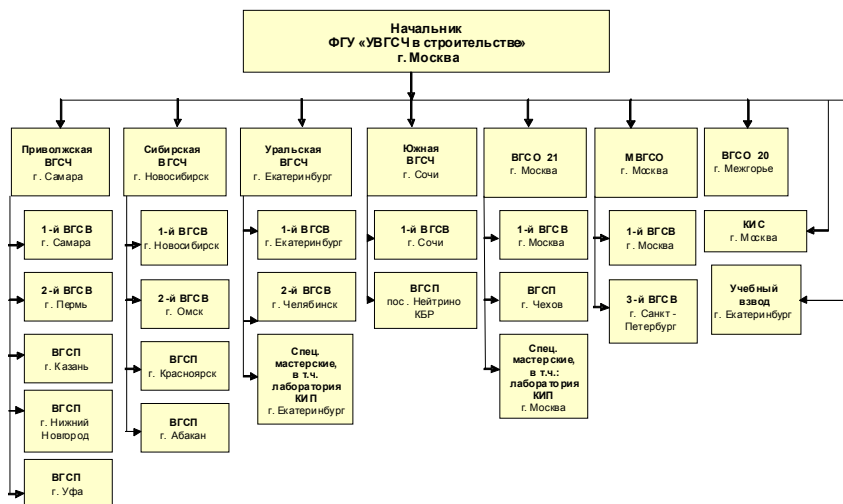 Начальник
ФГУ «УВГСЧ в строительстве»
г. Москва
Приволжская
ВГСЧ
г. Самара
1-й ВГСВ
г. Самара
2-й ВГСВ
г. Пермь
ВГСП
г. Казань
ВГСП
г. Нижний
Новгород
ВГСП
г. Уфа
Сибирская
ВГСЧ
г. Новосибирск
1-й ВГСВ
г. Новосибирск
2-й ВГСВ
г. Омск
ВГСП
г. Красноярск
ВГСП
г. Абакан
Уральская
ВГСЧ
г. Екатеринбург
1-й ВГСВ
г. Екатеринбург
2-й ВГСВ
г. Челябинск
Спец.
мастерские,
в т.ч.
лаборатория
КИП
г. Екатеринбург
Южная
ВГСЧ
г. Сочи
1-й ВГСВ
г. Сочи
ВГСП
пос. Нейтрино
КБР
ВГСО 21
г. Москва
1-й ВГСВ
г. Москва
ВГСП
г. Чехов
Спец.
мастерские,
в т.ч.:
лаборатория
КИП
г. Москва
МВГСО
г. Москва
1-й ВГСВ
г. Москва
3-й ВГСВ
г. Санкт -
Петербург
ВГСО 20
г. Межгорье
КИС
г. Москва
Учебный
взвод
г. Екатеринбург